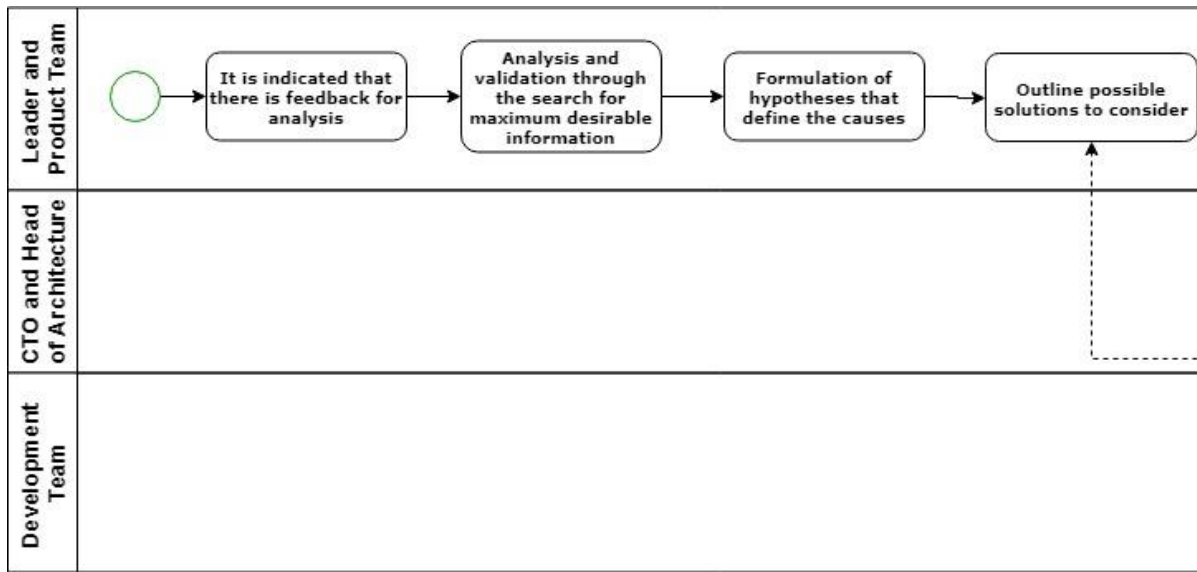 Leader and
Product Team
It is indicated that
there is feedback for
analysis
Analysis and
validation through
the search for
maximum desirable
information
Formulation of
hypotheses that
define the causes
Outline possible
solutions to consider
CTO and Head
of Architecture
Development
Team